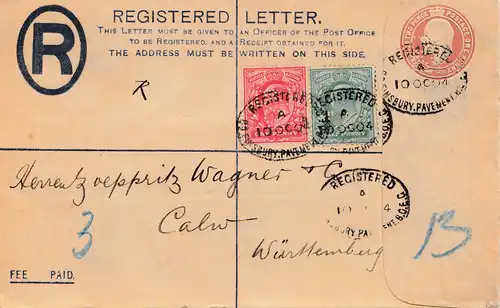 REGISTERED LETTER.
THIS LETTER MUST BE GIVEN TO AN OFFICER OF THE POST OFFICE
TO BE REGISTERED, AND A RECEIPT OBTAINED FOR IT.
THE ADDRESS MUST BE WRITTEN ON THIS SIDE.
R
R
REGISTERED
A
10 OC 04
FINSBURY.PAVEMENT.B.O.E.C
REGISTERED
A
10 OC 04
REGISTERED
A
10 OC 04
REGISTERED
A
4
PAVEMENT.B.O.E.C
Herren Zoeppritz Wagner & Co
Calw
Württemberg
3
13
FEE PAID.